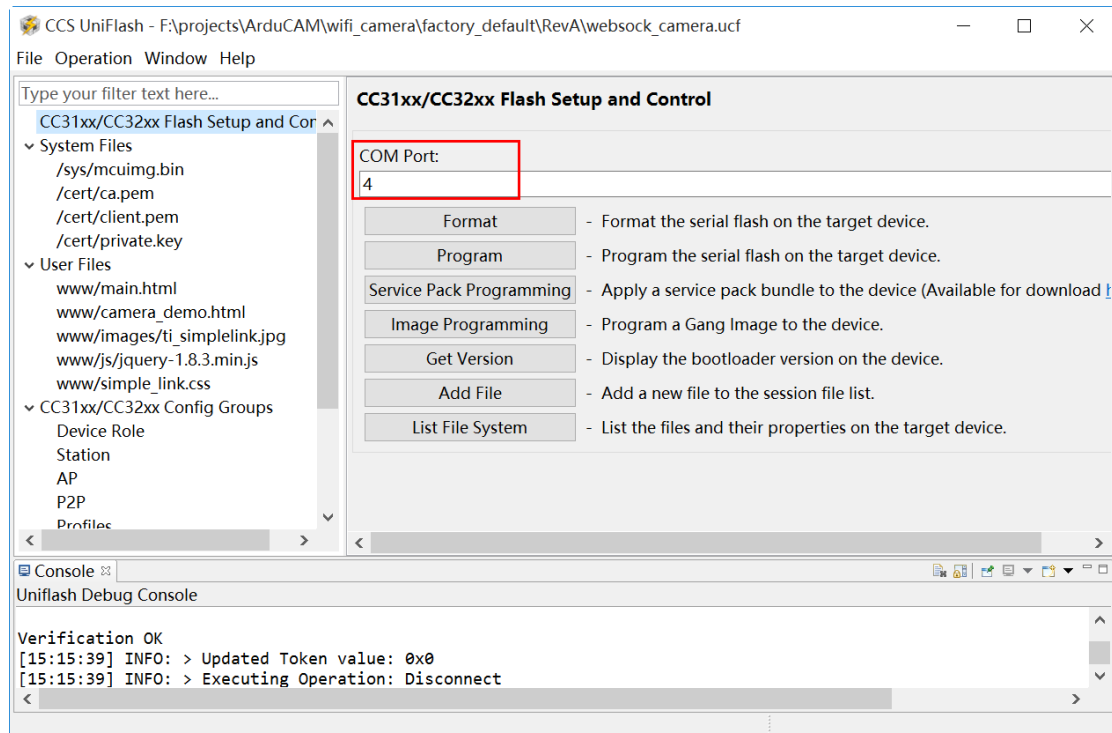 CCS UniFlash - F:\projects\ArduCAM\wifi_camera\factory_default\RevA\websock_camera.ucf
File Operation Window Help
Type your filter text here...
CC31xx/CC32xx Flash Setup and Cor
System Files
/sys/mcuimg.bin
/cert/ca.pem
/cert/client.pem
/cert/private.key
User Files
www/main.html
www/camera_demo.html
www/images/ti_simplelink.jpg
www/js/jquery-1.8.3.min.js
www/simple_link.css
CC31xx/CC32xx Config Groups
Device Role
Station
AP
P2P
Profiles
CC31xx/CC32xx Flash Setup and Control
COM Port:
4
Format - Format the serial flash on the target device.
Program - Program the serial flash on the target device.
Service Pack Programming - Apply a service pack bundle to the device (Available for download h
Image Programming - Program a Gang Image to the device.
Get Version - Display the bootloader version on the device.
Add File - Add a new file to the session file list.
List File System - List the files and their properties on the target device.
Console
Uniflash Debug Console
Verification OK
[15:15:39] INFO: > Updated Token value: 0x0
[15:15:39] INFO: > Executing Operation: Disconnect